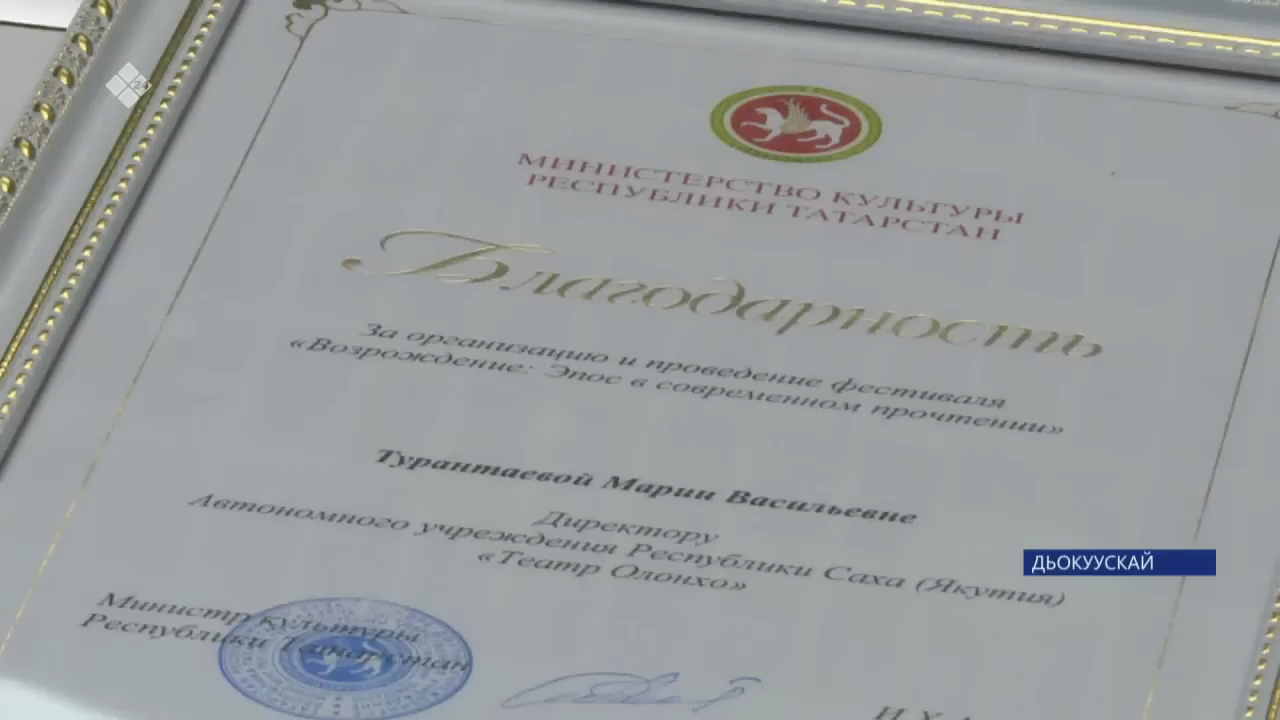 МИНИСТЕРСТВО КУЛЬТУРЫ
РЕСПУБЛИКИ ТАТАРСТАН
Благодарность
За организацию и проведение фестиваля
«Возрождение: Эпос в современном прочтении»
Турантаевой Марии Васильевне
Директору
Автономного учреждения Республики Саха (Якутия)
«Театр Олонхо»
Министр культуры
Республики Татарстан
ДЬОКУУСКАЙ